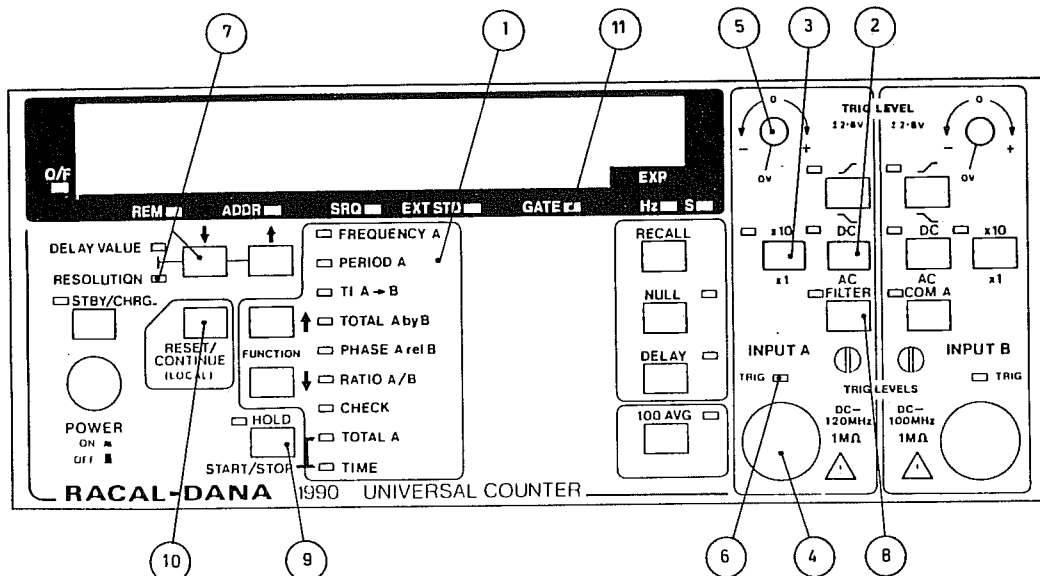 7 1 11 5 3 2
0 TRIG LEVEL 0
±2·8V ±2·8V
- + - +
0V 0V
O/F EXP
REM ADDR SRQ EXT STD GATE Hz S
DELAY VALUE
RESOLUTION
STBY/CHRG
FREQUENCY A
PERIOD A
TI A → B
TOTAL A by B
PHASE A rel B
RATIO A/B
CHECK
TOTAL A
TIME
RESET/
CONTINUE
(LOCAL)
FUNCTION
HOLD
START/STOP
POWER
ON
OFF
RECALL
NULL
DELAY
100 AVG
x10 DC DC x10
x1 AC AC x1
FILTER COM A
INPUT A INPUT B
TRIG TRIG
TRIG LEVELS
DC-
120MHz
1MΩ
DC-
100MHz
1MΩ
RACAL-DANA 1990 UNIVERSAL COUNTER
10 9 6 4 8